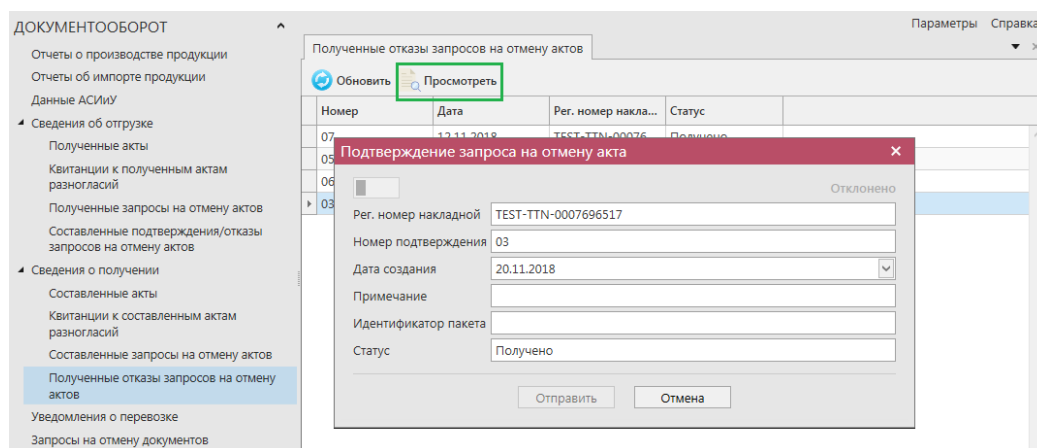 Параметры Справка
ДОКУМЕНТООБОРОТ
Отчеты о производстве продукции
Отчеты об импорте продукции
Данные АСИиУ
Сведения об отгрузке
Полученные акты
Квитанции к полученным актам
разногласий
Полученные запросы на отмену актов
Составленные подтверждения/отказы
запросов на отмену актов
Сведения о получении
Составленные акты
Квитанции к составленным актам
разногласий
Составленные запросы на отмену актов
Полученные отказы запросов на отмену
актов
Уведомления о перевозке
Запросы на отмену документов
Полученные отказы запросов на отмену актов
Обновить Просмотреть
Номер Дата Рег. номер накла... Статус
07 12.11.2018 TEST-TTN-00076... Получено
05
06
03
Подтверждение запроса на отмену акта
Отклонено
Рег. номер накладной TEST-TTN-0007696517
Номер подтверждения 03
Дата создания 20.11.2018
Примечание
Идентификатор пакета
Статус Получено
Отправить Отмена